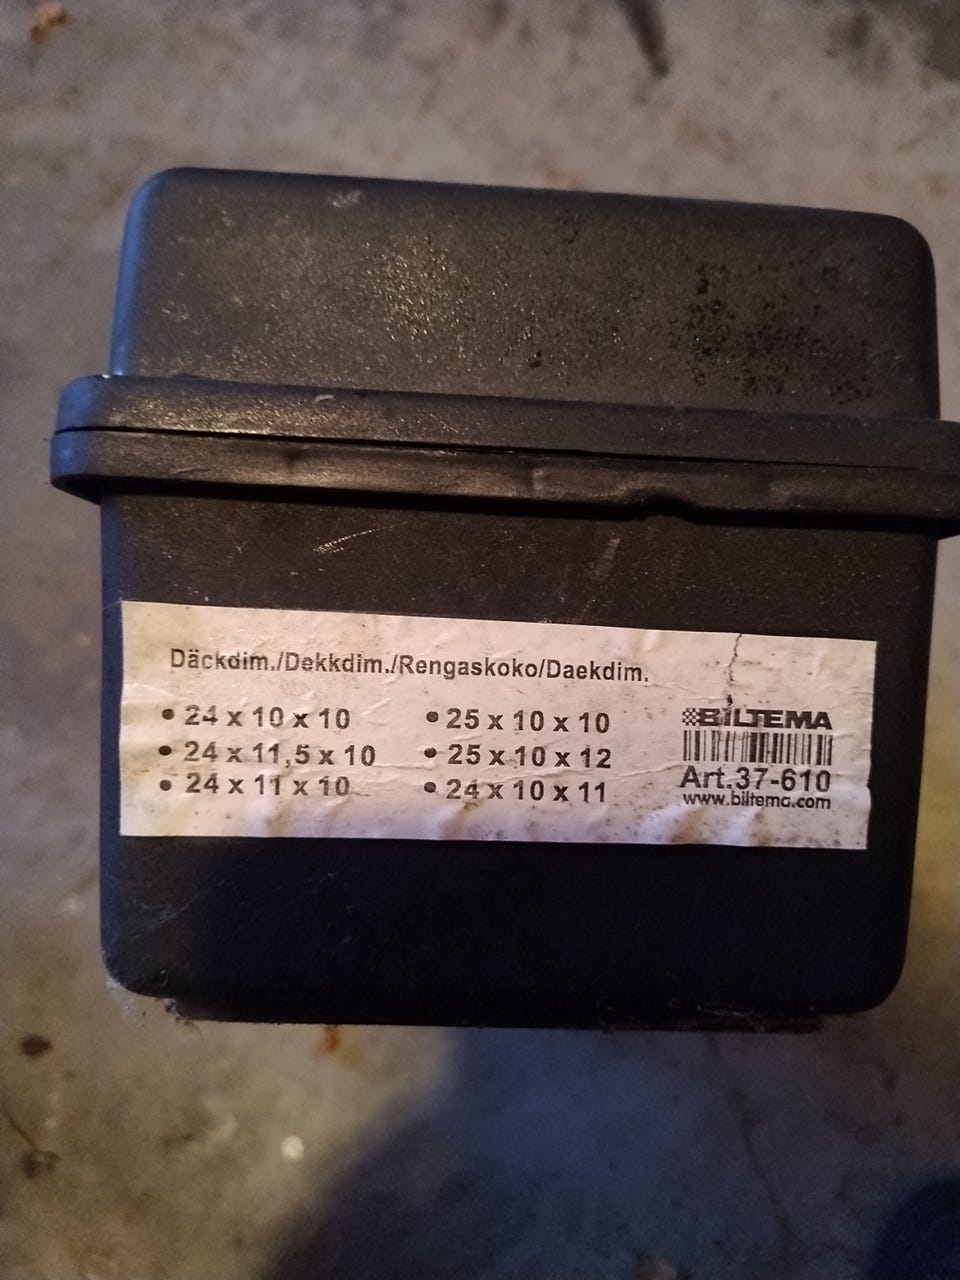 Däckdim./Dekkdim./Rengaskoko/Daekdim.
• 24 x 10 x 10
• 24 x 11,5 x 10
• 24 x 11 x 10
• 25 x 10 x 10
• 25 x 10 x 12
• 24 x 10 x 11
BILTEMA
Art.37-610
www.biltema.com